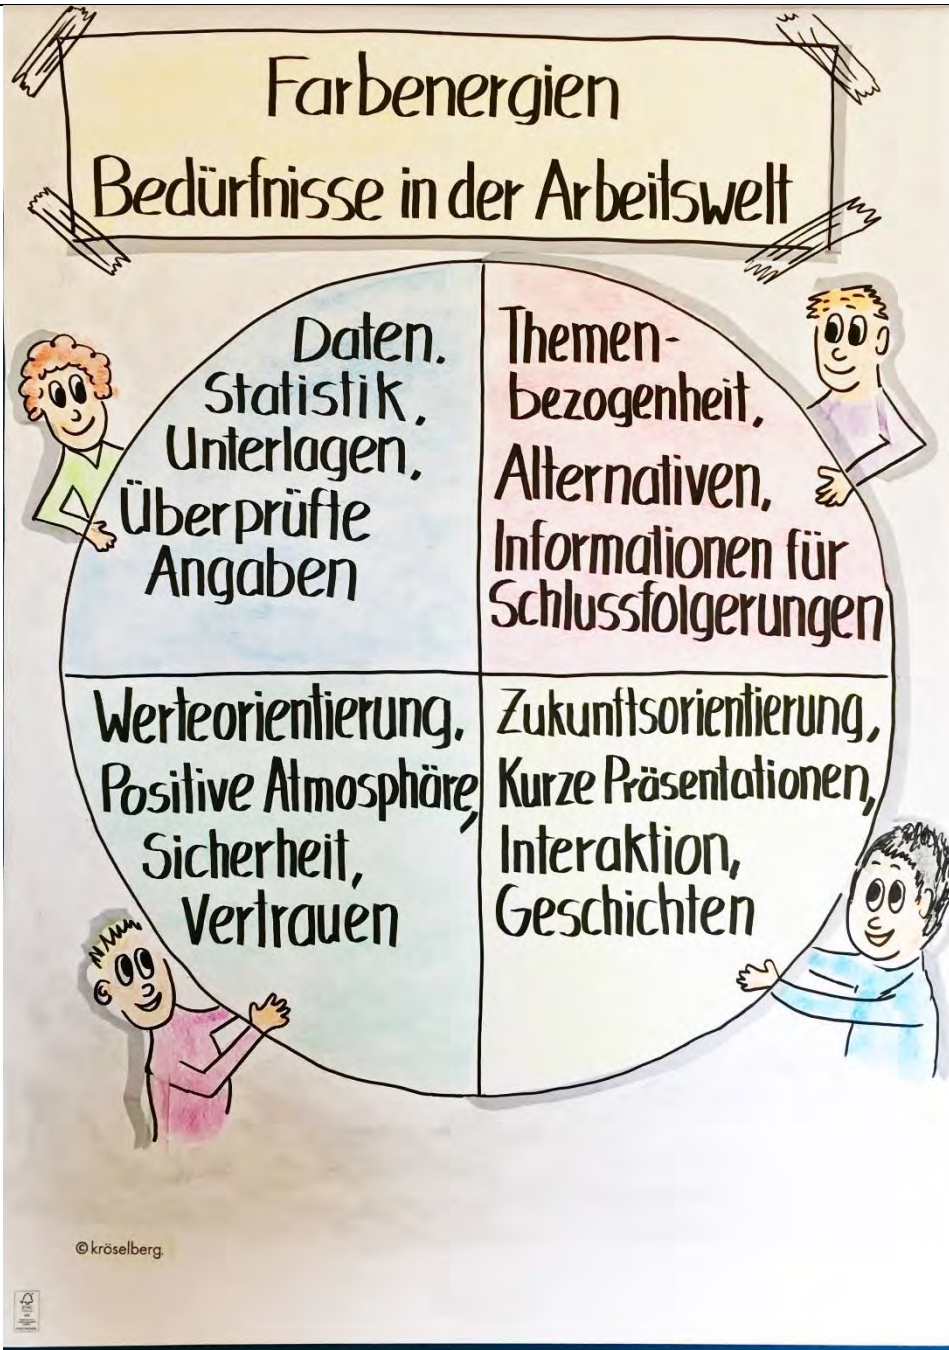 Farbenergien
Bedürfnisse in der Arbeitswelt
Daten.
Statistik,
Unterlagen,
Überprüfte
Angaben
Themen-
bezogenheit,
Alternativen,
Informationen für
Schlussfolgerungen
Werteorientierung,
Positive Atmosphäre,
Sicherheit,
Vertrauen
Zukunftsorientierung,
Kurze Präsentationen,
Interaktion,
Geschichten
© kröselberg.